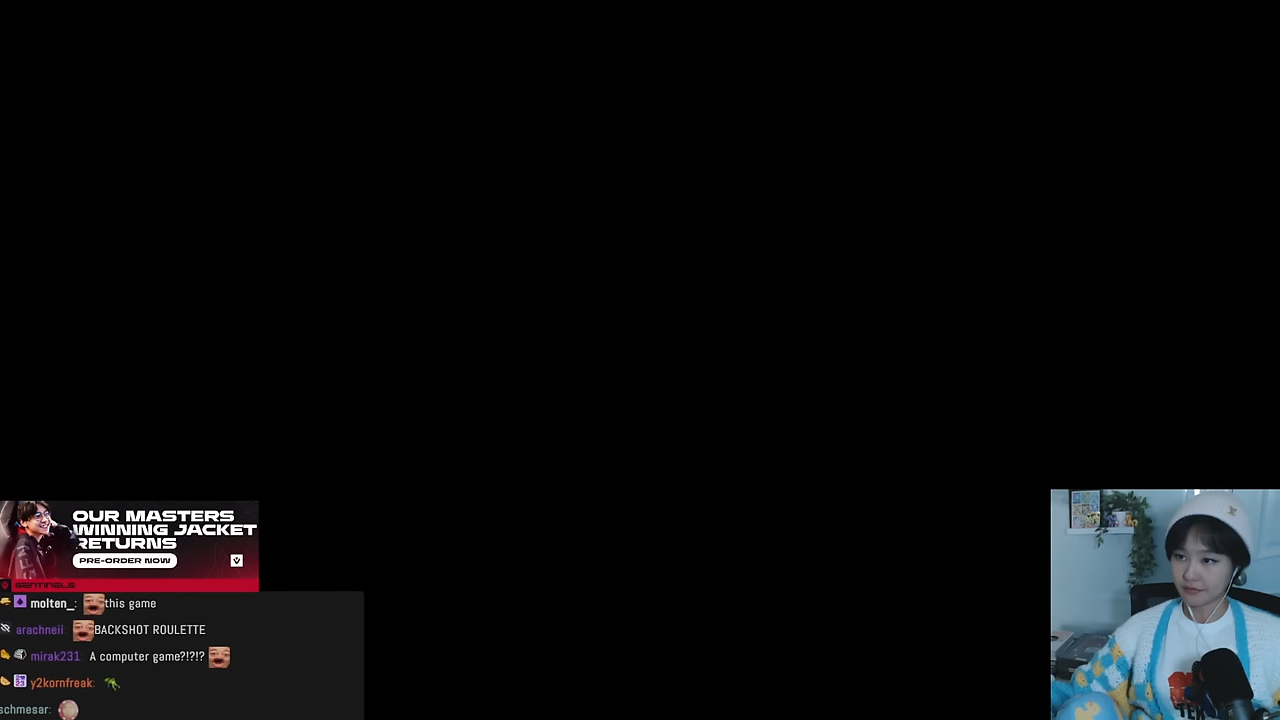 OUR MASTERS
WINNING JACKET
RETURNS
PRE-ORDER NOW
SENTINELS
molten_: this game
arachneii: BACKSHOT ROULETTE
mirak231: A computer game?!?!?
y2kornfreak:
schmesar: